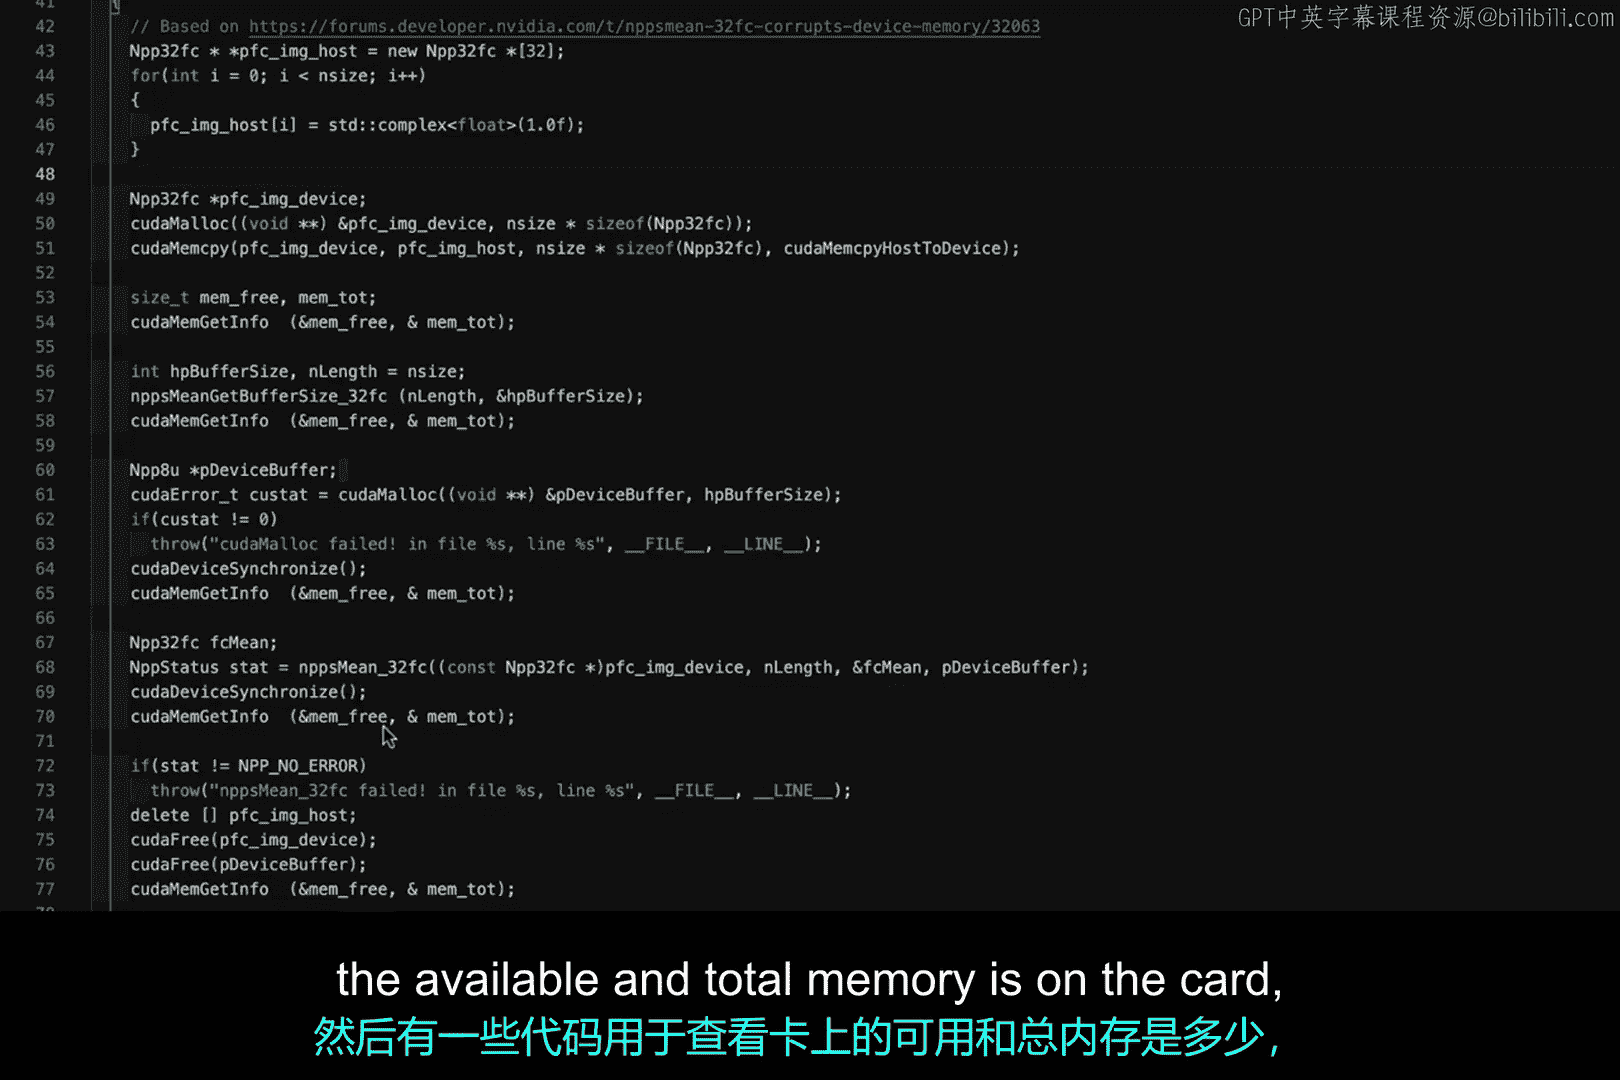 GPT中英字幕课程资源@bilibili.com
41 {
42 // Based on https://forums.developer.nvidia.com/t/nppsmean-32fc-corrupts-device-memory/32063
43 Npp32fc * *pfc_img_host = new Npp32fc *[32];
44 for(int i = 0; i < nsize; i++)
45 {
46 pfc_img_host[i] = std::complex<float>(1.0f);
47 }
48
49 Npp32fc *pfc_img_device;
50 cudaMalloc((void **) &pfc_img_device, nsize * sizeof(Npp32fc));
51 cudaMemcpy(pfc_img_device, pfc_img_host, nsize * sizeof(Npp32fc), cudaMemcpyHostToDevice);
52
53 size_t mem_free, mem_tot;
54 cudaMemGetInfo  (&mem_free, & mem_tot);
55
56 int hpBufferSize, nLength = nsize;
57 nppsMeanGetBufferSize_32fc (nLength, &hpBufferSize);
58 cudaMemGetInfo  (&mem_free, & mem_tot);
59
60 Npp8u *pDeviceBuffer;
61 cudaError_t custat = cudaMalloc((void **) &pDeviceBuffer, hpBufferSize);
62 if(custat != 0)
63 throw("cudaMalloc failed! in file %s, line %s", __FILE__, __LINE__);
64 cudaDeviceSynchronize();
65 cudaMemGetInfo  (&mem_free, & mem_tot);
66
67 Npp32fc fcMean;
68 NppStatus stat = nppsMean_32fc((const Npp32fc *)pfc_img_device, nLength, &fcMean, pDeviceBuffer);
69 cudaDeviceSynchronize();
70 cudaMemGetInfo  (&mem_free, & mem_tot);
71
72 if(stat != NPP_NO_ERROR)
73 throw("nppsMean_32fc failed! in file %s, line %s", __FILE__, __LINE__);
74 delete [] pfc_img_host;
75 cudaFree(pfc_img_device);
76 cudaFree(pDeviceBuffer);
77 cudaMemGetInfo  (&mem_free, & mem_tot);
the available and total memory is on the card,
然后有一些代码用于查看卡上的可用和总内存是多少，